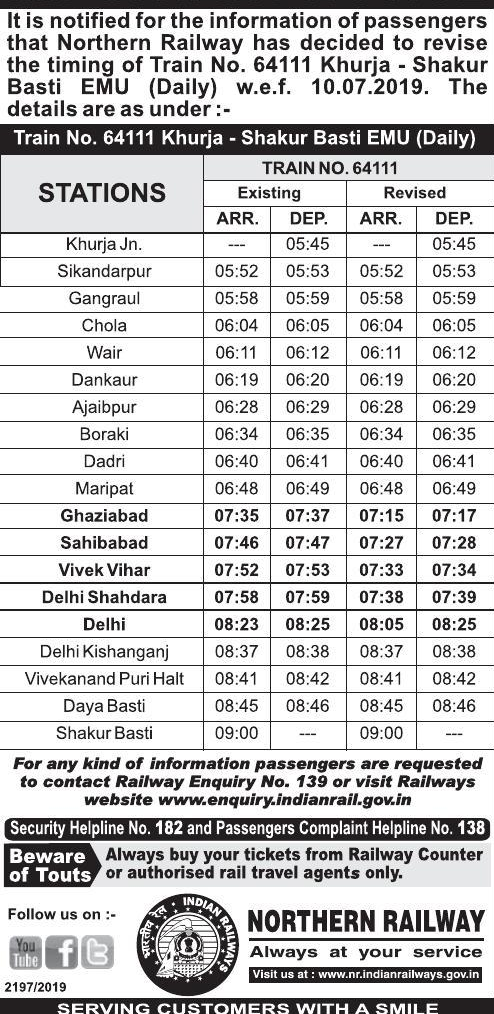 It is notified for the information of passengers
that Northern Railway has decided to revise
the timing of Train No. 64111 Khurja - Shakur
Basti EMU (Daily) w.e.f. 10.07.2019. The
details are as under :-
Train No. 64111 Khurja - Shakur Basti EMU (Daily)
STATIONS
TRAIN NO. 64111
Existing Revised
ARR. DEP. ARR. DEP.
Khurja Jn. --- 05:45 --- 05:45
Sikandarpur 05:52 05:53 05:52 05:53
Gangraul 05:58 05:59 05:58 05:59
Chola 06:04 06:05 06:04 06:05
Wair 06:11 06:12 06:11 06:12
Dankaur 06:19 06:20 06:19 06:20
Ajaibpur 06:28 06:29 06:28 06:29
Boraki 06:34 06:35 06:34 06:35
Dadri 06:40 06:41 06:40 06:41
Maripat 06:48 06:49 06:48 06:49
Ghaziabad 07:35 07:37 07:15 07:17
Sahibabad 07:46 07:47 07:27 07:28
Vivek Vihar 07:52 07:53 07:33 07:34
Delhi Shahdara 07:58 07:59 07:38 07:39
Delhi 08:23 08:25 08:05 08:25
Delhi Kishanganj 08:37 08:38 08:37 08:38
Vivekanand Puri Halt 08:41 08:42 08:41 08:42
Daya Basti 08:45 08:46 08:45 08:46
Shakur Basti 09:00 --- 09:00 ---
For any kind of information passengers are requested
to contact Railway Enquiry No. 139 or visit Railways
website www.enquiry.indianrail.gov.in
Security Helpline No. 182 and Passengers Complaint Helpline No. 138
Beware
of Touts
Always buy your tickets from Railway Counter
or authorised rail travel agents only.
Follow us on :-
You
Tube
f
t
2197/2019
भारतीय रेल
INDIAN RAILWAYS
NORTHERN RAILWAY
Always at your service
Visit us at : www.nr.indianrailways.gov.in
SERVING CUSTOMERS WITH A SMILE